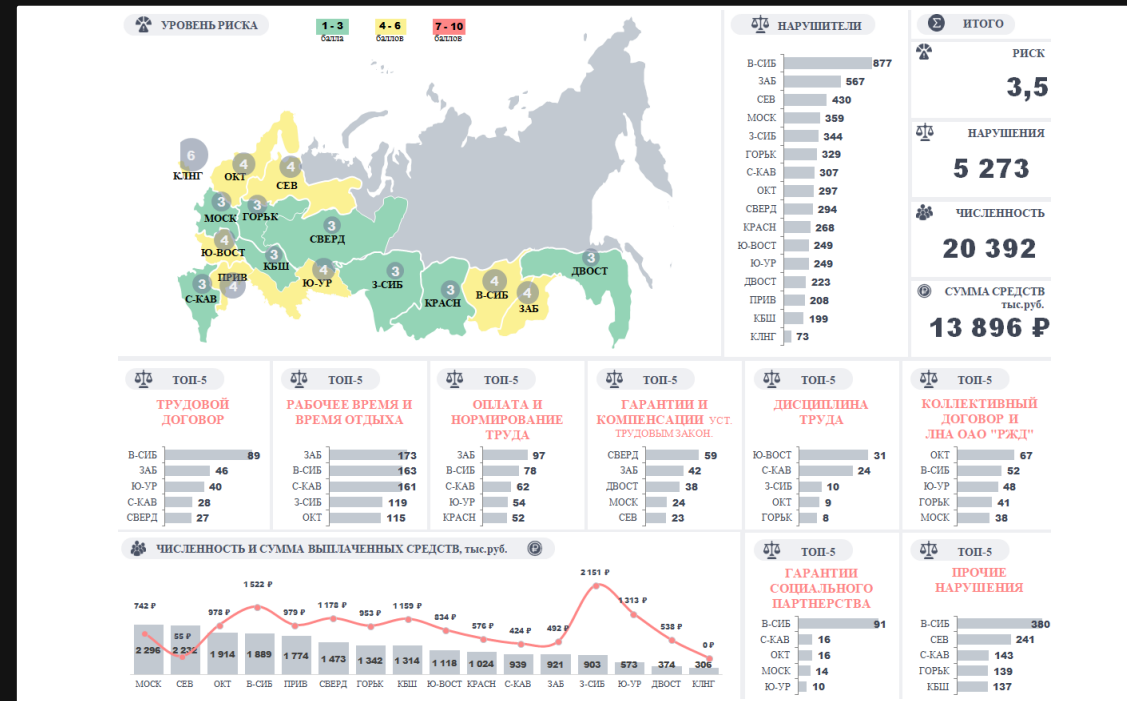 УРОВЕНЬ РИСКА
1 - 3
балла
4 - 6
баллов
7 - 10
баллов
6
КЛНГ
4
ОКТ
4
СЕВ
3
МОСК
3
ГОРЬК
3
СВЕРД
4
Ю-ВОСТ
3
КБШ
ПРИВ
4
3
С-КАВ
4
Ю-УР
3
З-СИБ
3
КРАСН
4
В-СИБ
4
ЗАБ
3
ДВОСТ
НАРУШИТЕЛИ
В-СИБ 877
ЗАБ 567
СЕВ 430
МОСК 359
З-СИБ 344
ГОРЬК 329
С-КАВ 307
ОКТ 297
СВЕРД 294
КРАСН 268
Ю-ВОСТ 249
Ю-УР 249
ДВОСТ 223
ПРИВ 208
КБШ 199
КЛНГ 73
Σ ИТОГО
РИСК
3,5
НАРУШЕНИЯ
5 273
ЧИСЛЕННОСТЬ
20 392
₽ СУММА СРЕДСТВ
тыс.руб.
13 896 ₽
ТОП-5
ТРУДОВОЙ
ДОГОВОР
В-СИБ 89
ЗАБ 46
Ю-УР 40
С-КАВ 28
СВЕРД 27
ТОП-5
РАБОЧЕЕ ВРЕМЯ И
ВРЕМЯ ОТДЫХА
ЗАБ 173
В-СИБ 163
С-КАВ 161
З-СИБ 119
ОКТ 115
ТОП-5
ОПЛАТА И
НОРМИРОВАНИЕ
ТРУДА
ЗАБ 97
В-СИБ 78
С-КАВ 62
Ю-УР 54
КРАСН 52
ТОП-5
ГАРАНТИИ И
КОМПЕНСАЦИИ УСТ.
ТРУДОВЫМ ЗАКОН.
СВЕРД 59
ЗАБ 42
ДВОСТ 38
МОСК 24
СЕВ 23
ТОП-5
ДИСЦИПЛИНА
ТРУДА
Ю-ВОСТ 31
С-КАВ 24
З-СИБ 10
ОКТ 9
ГОРЬК 8
ТОП-5
КОЛЛЕКТИВНЫЙ
ДОГОВОР И
ЛНА ОАО "РЖД"
ОКТ 67
В-СИБ 52
Ю-УР 48
ГОРЬК 41
МОСК 38
ЧИСЛЕННОСТЬ И СУММА ВЫПЛАЧЕННЫХ СРЕДСТВ, тыс.руб. ₽
742 ₽ 55 ₽ 978 ₽ 1 522 ₽ 979 ₽ 1 178 ₽ 953 ₽ 1 159 ₽ 834 ₽ 576 ₽ 424 ₽ 492 ₽ 2 151 ₽ 1 313 ₽ 538 ₽ 0 ₽
2 296 2 232 1 914 1 889 1 774 1 473 1 342 1 314 1 118 1 024 939 921 903 573 374 306
МОСК СЕВ ОКТ В-СИБ ПРИВ СВЕРД ГОРЬК КБШ Ю-ВОСТ КРАСН С-КАВ ЗАБ З-СИБ Ю-УР ДВОСТ КЛНГ
ТОП-5
ГАРАНТИИ
СОЦИАЛЬНОГО
ПАРТНЕРСТВА
В-СИБ 91
С-КАВ 16
ОКТ 16
МОСК 14
Ю-УР 10
ТОП-5
ПРОЧИЕ
НАРУШЕНИЯ
В-СИБ 380
СЕВ 241
С-КАВ 143
ГОРЬК 139
КБШ 137